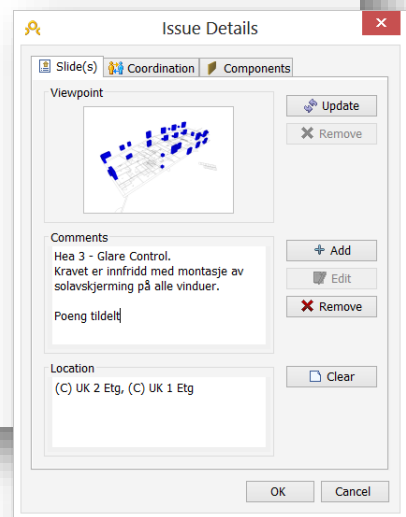 Issue Details
Slide(s)
Coordination
Components
Viewpoint
Update
Remove
Comments
Hea 3 - Glare Control.
Kravet er innfridd med montasje av
solavskjerming på alle vinduer.
Poeng tildelt
Add
Edit
Remove
Location
(C) UK 2 Etg, (C) UK 1 Etg
Clear
OK
Cancel